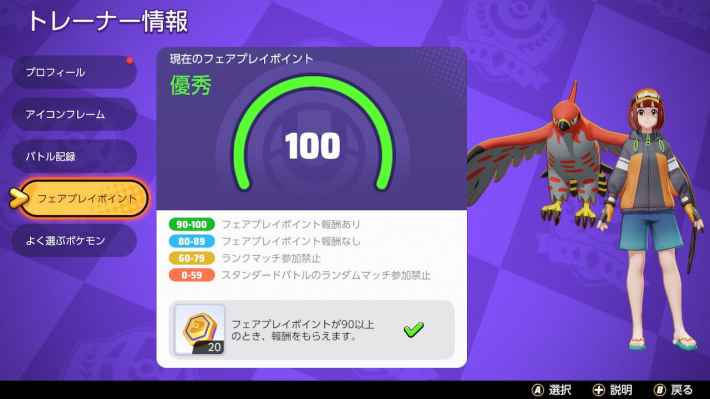 トレーナー情報
プロフィール
アイコンフレーム
バトル記録
フェアプレイポイント
よく選ぶポケモン
現在のフェアプレイポイント
優秀
100
90-100 フェアプレイポイント報酬あり
80-89 フェアプレイポイント報酬なし
60-79 ランクマッチ参加禁止
0-59 スタンダードバトルのランダムマッチ参加禁止
20
フェアプレイポイントが90以上
のとき、報酬をもらえます。
A 選択 説明 B 戻る